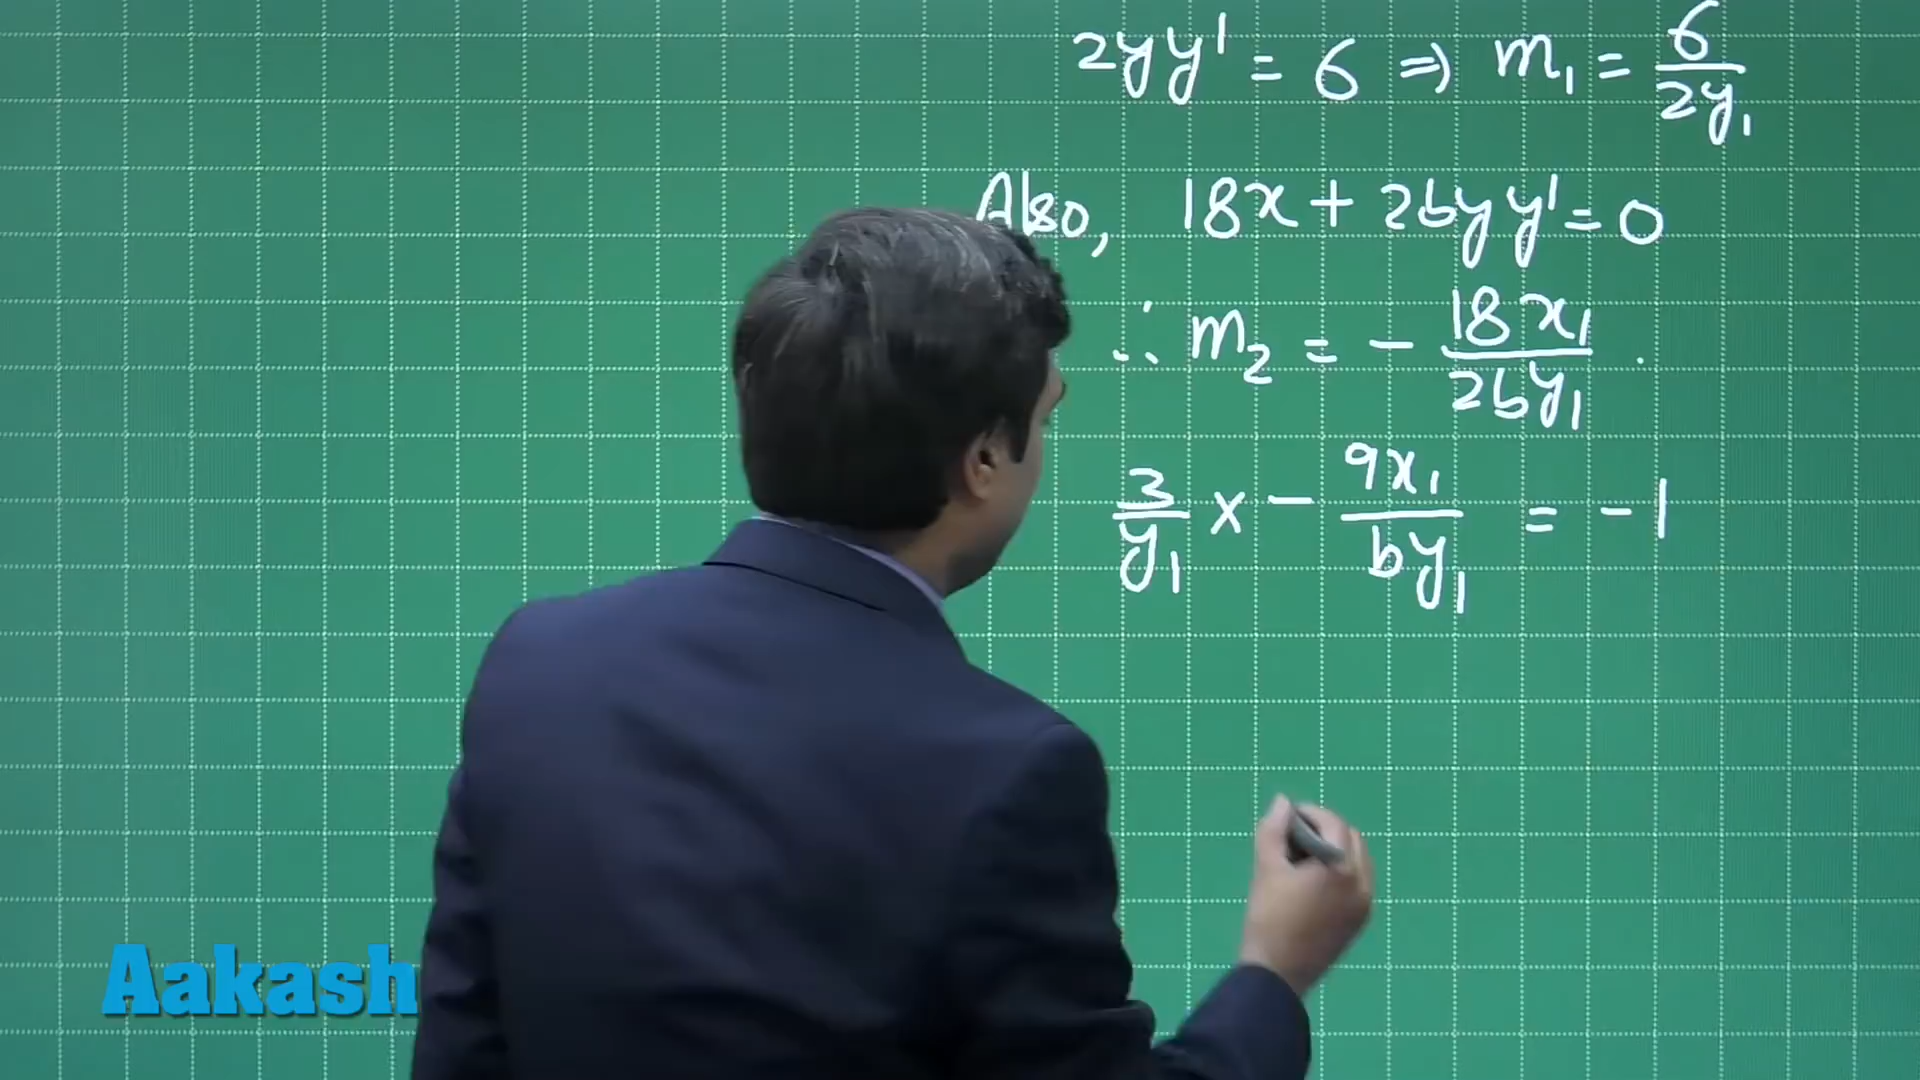 2yy' = 6 ⇒ m₁ = 6/2y₁
Also, 18x + 2byy' = 0
∴ m₂ = - 18x₁/2by₁ .
3/y₁ x - 9x₁/by₁ = -1
Aakash